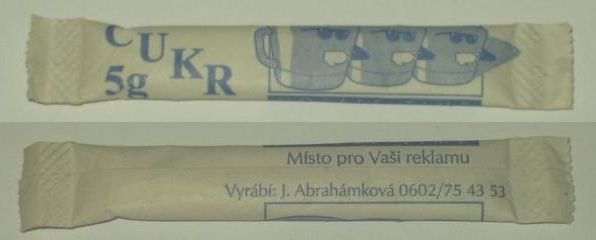 CUKR
5g
Místo pro Vaši reklamu
Vyrábí: J. Abrahámková 0602/75 43 53